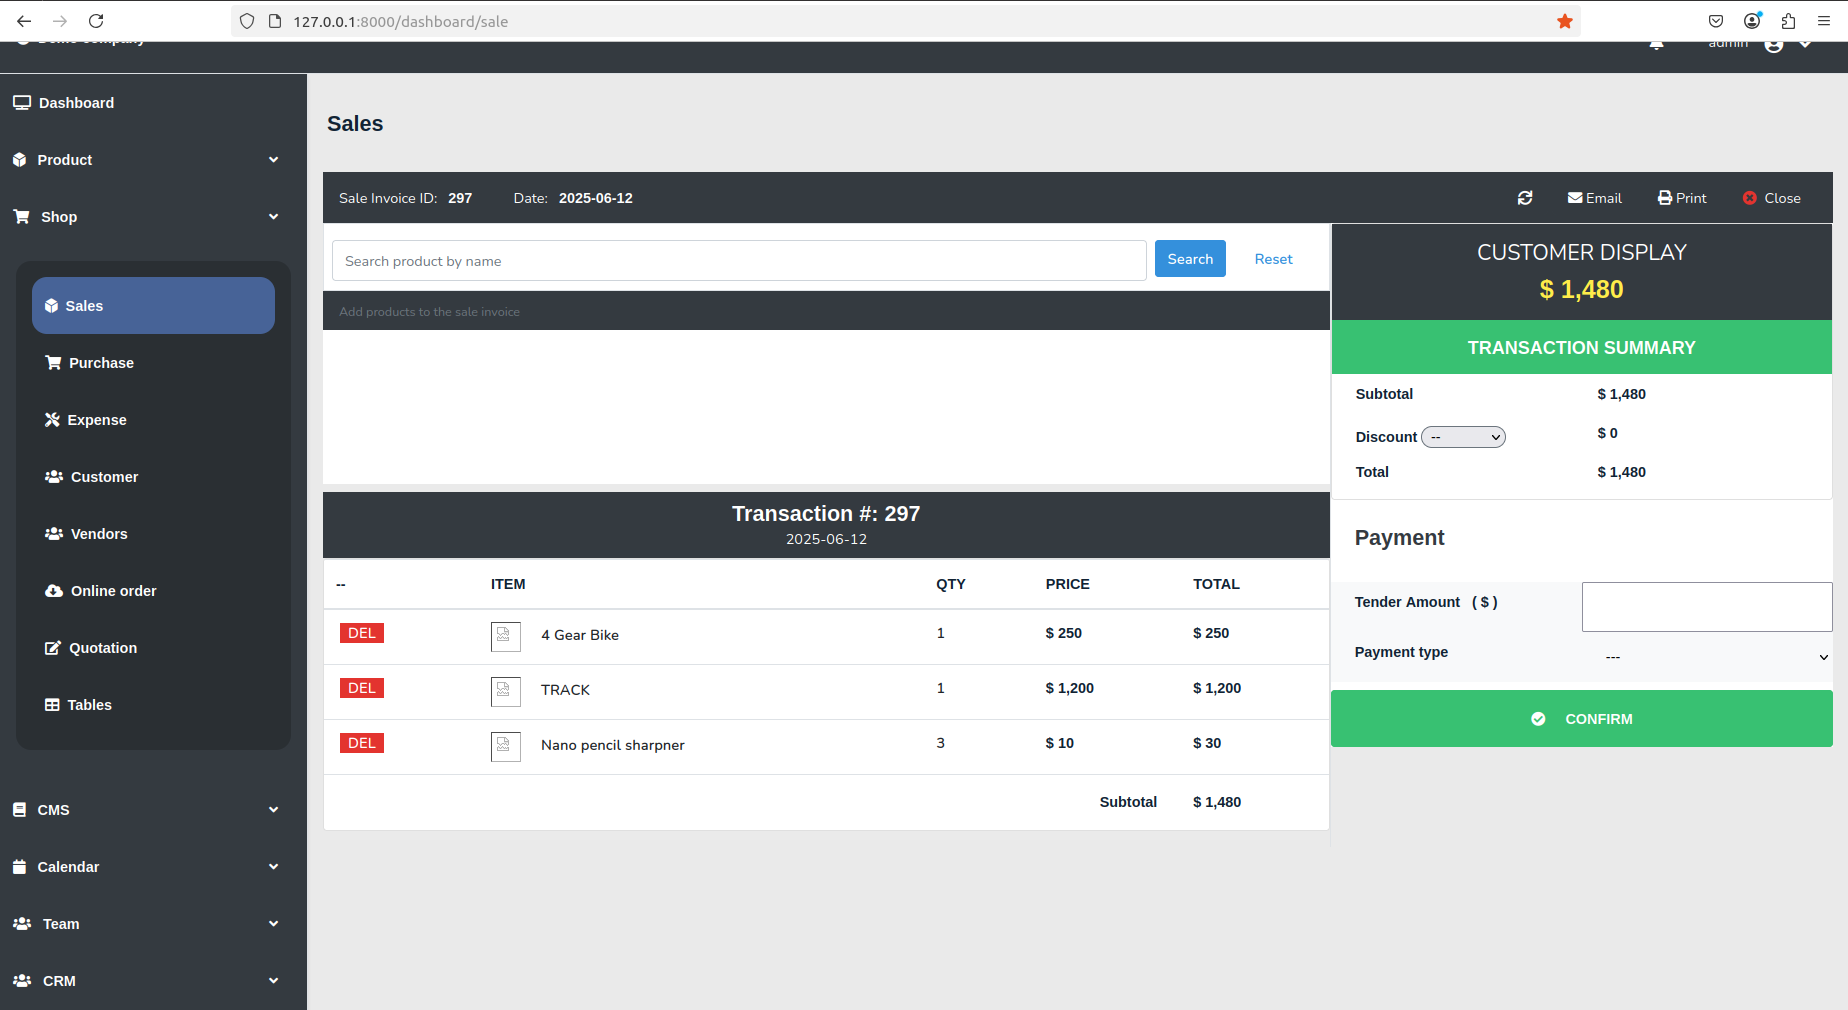 127.0.0.1:8000/dashboard/sale
Demo company
admin
Dashboard
Product
Shop
Sales
Purchase
Expense
Customer
Vendors
Online order
Quotation
Tables
CMS
Calendar
Team
CRM
Sales
Sale Invoice ID: 297 Date: 2025-06-12 Email Print Close
Search product by name Search Reset
Add products to the sale invoice
Transaction #: 297
2025-06-12
-- ITEM QTY PRICE TOTAL
DEL 4 Gear Bike 1 $ 250 $ 250
DEL TRACK 1 $ 1,200 $ 1,200
DEL Nano pencil sharpner 3 $ 10 $ 30
Subtotal $ 1,480
CUSTOMER DISPLAY
$ 1,480
TRANSACTION SUMMARY
Subtotal $ 1,480
Discount -- $ 0
Total $ 1,480
Payment
Tender Amount ( $ )
Payment type ---
CONFIRM